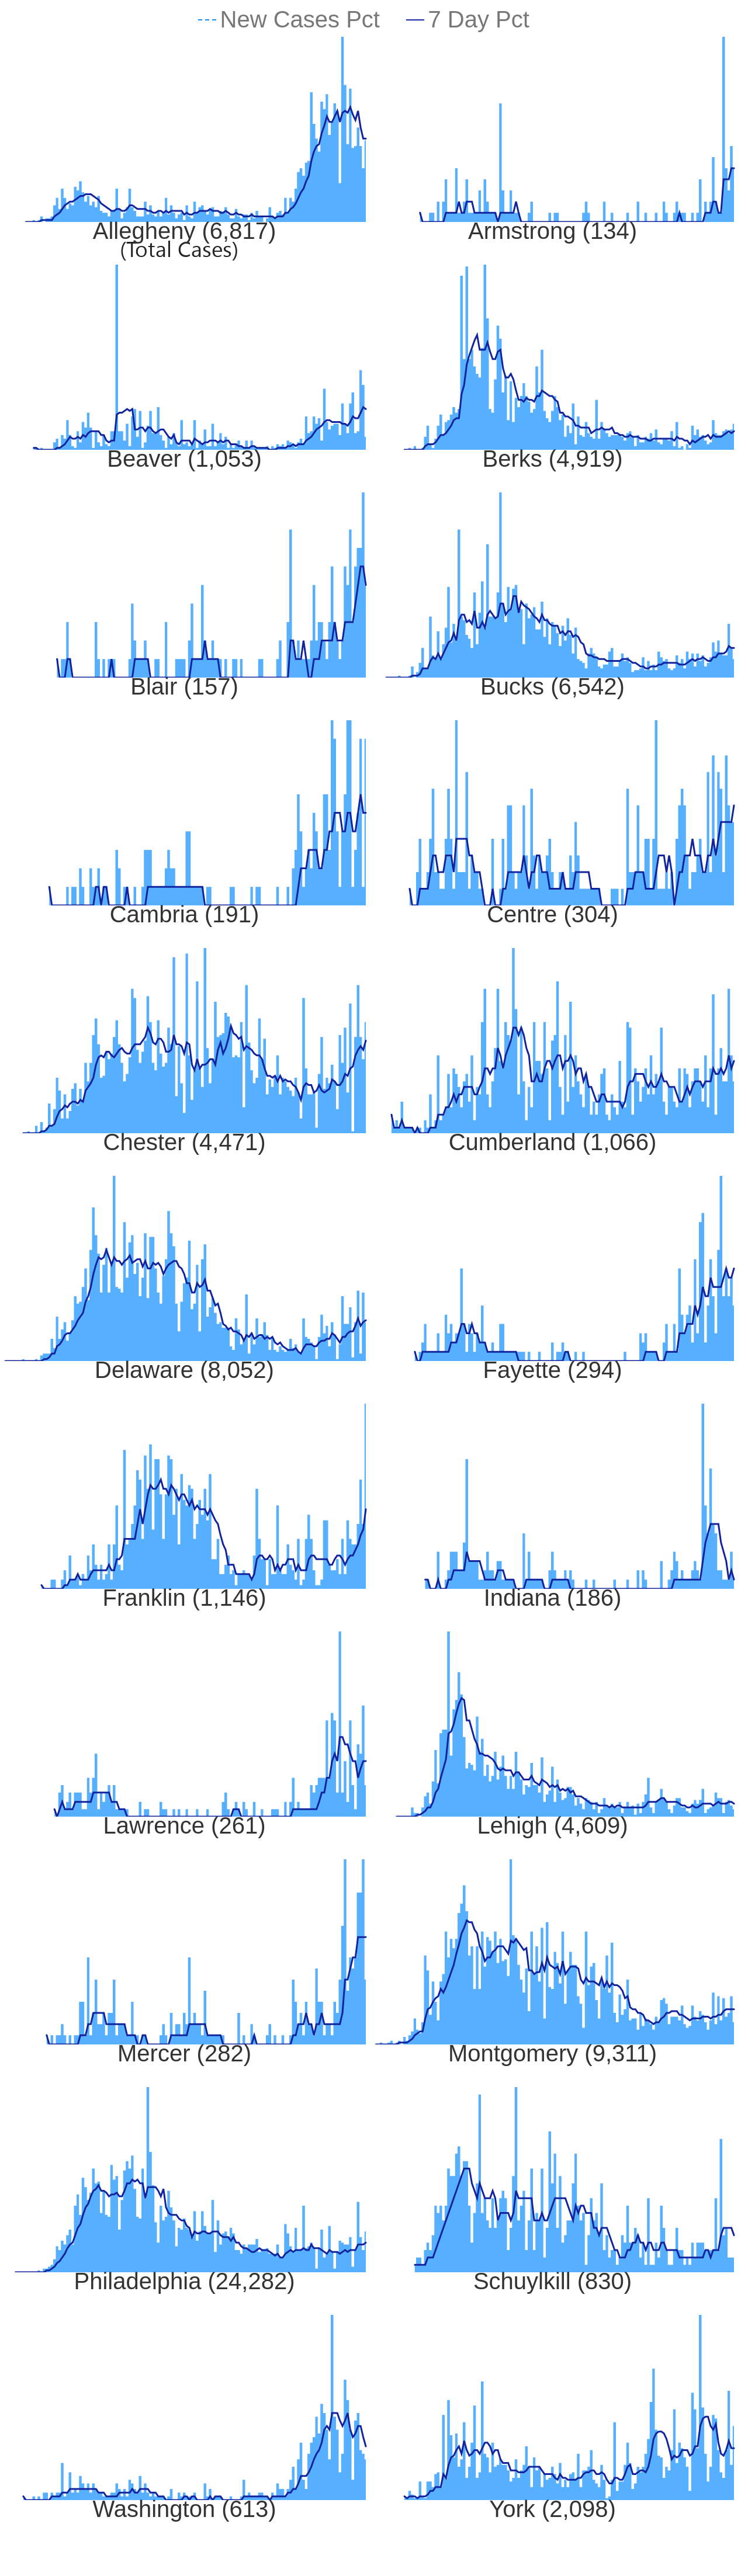 New Cases Pct 7 Day Pct
Allegheny (6,817) Armstrong (134)
(Total Cases)
Beaver (1,053) Berks (4,919)
Blair (157) Bucks (6,542)
Cambria (191) Centre (304)
Chester (4,471) Cumberland (1,066)
Delaware (8,052) Fayette (294)
Franklin (1,146) Indiana (186)
Lawrence (261) Lehigh (4,609)
Mercer (282) Montgomery (9,311)
Philadelphia (24,282) Schuylkill (830)
Washington (613) York (2,098)